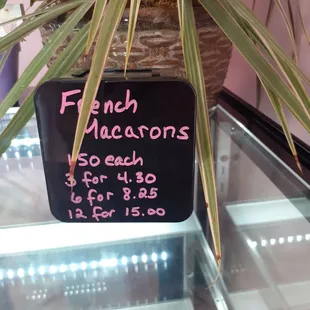 French
Macarons
1.50 each
3 for 4.30
6 for 8.25
12 for 15.00